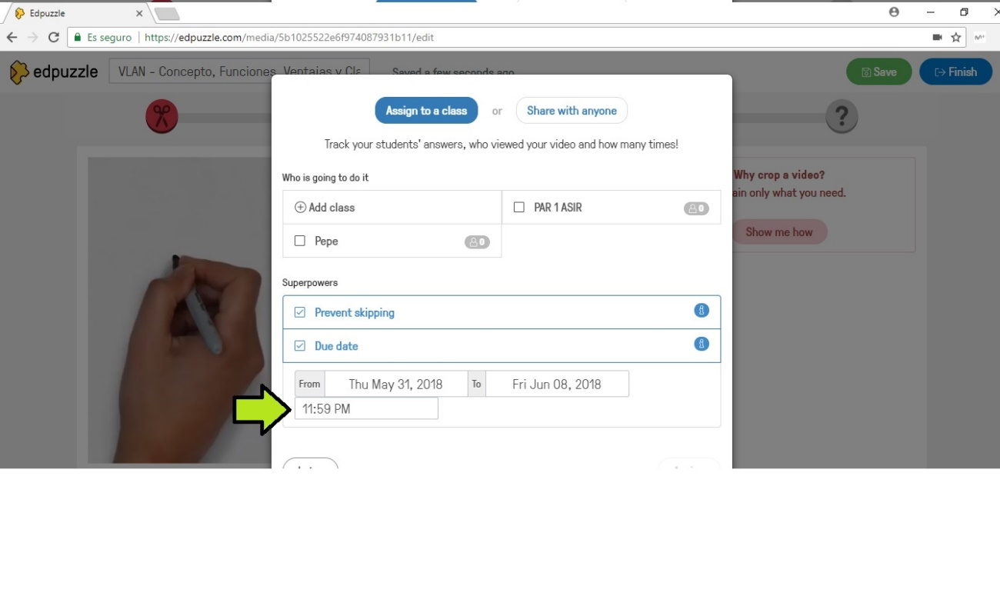 Edpuzzle
Es seguro https://edpuzzle.com/media/5b1025522e6f974087931b11/edit
edpuzzle VLAN - Concepto, Funciones, Ventajas y Cla Saved a few seconds ago Save Finish
Assign to a class or Share with anyone
Track your students' answers, who viewed your video and how many times!
Who is going to do it
Why crop a video?
ain only what you need.
Add class PAR 1 ASIR 0
Show me how
Pepe 0
Superpowers
Prevent skipping
Due date
From Thu May 31, 2018 To Fri Jun 08, 2018
11:59 PM